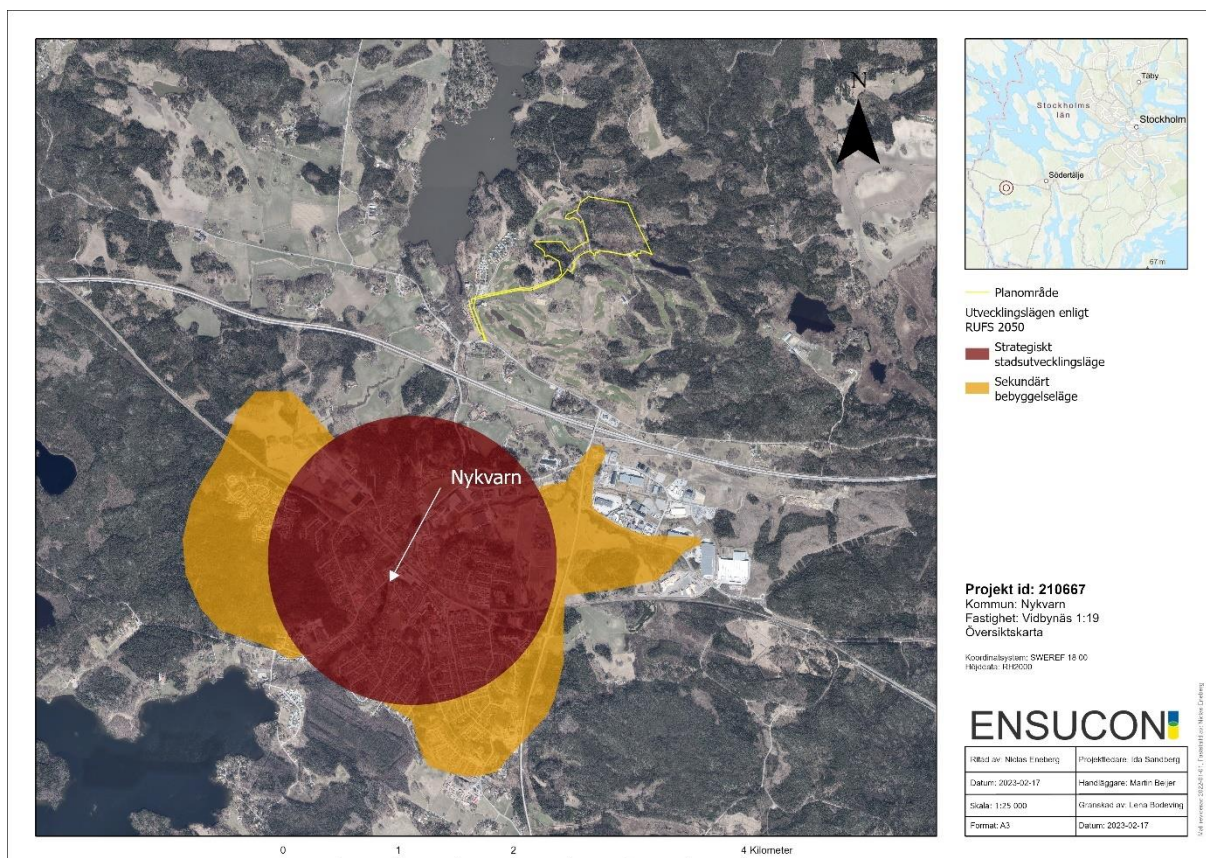 N
Nykvarn
0 1 2 4 Kilometer
Täby
Stockholms
län
Stockholm
Södertälje
67 m
Planområde
Utvecklingslägen enligt
RUFS 2050
Strategiskt
stadsutvecklingsläge
Sekundärt
bebyggelseläge
Projekt id: 210667
Kommun: Nykvarn
Fastighet: Vidbynäs 1:19
Översiktskarta
Koordinatsystem: SWEREF 18 00
Höjddata: RH2000
ENSUCON
Ritad av: Niclas Eneberg
Projektledare: Ida Sandberg
Datum: 2023-02-17
Handläggare: Martin Beijer
Skala: 1:25 000
Granskad av: Lena Bodeving
Format: A3
Datum: 2023-02-17